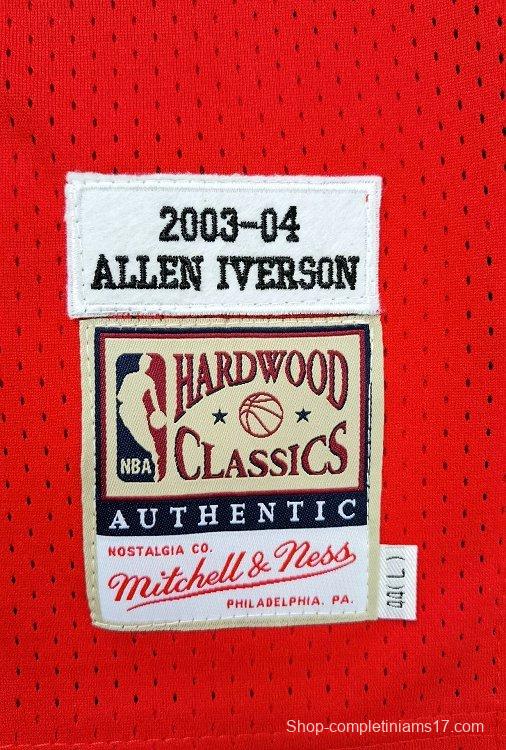 2003-04
ALLEN IVERSON
HARDWOOD
CLASSICS
NBA
AUTHENTIC
NOSTALGIA CO.
Mitchell & Ness
PHILADELPHIA, PA.
44(L)
Shop-completiniams17.com